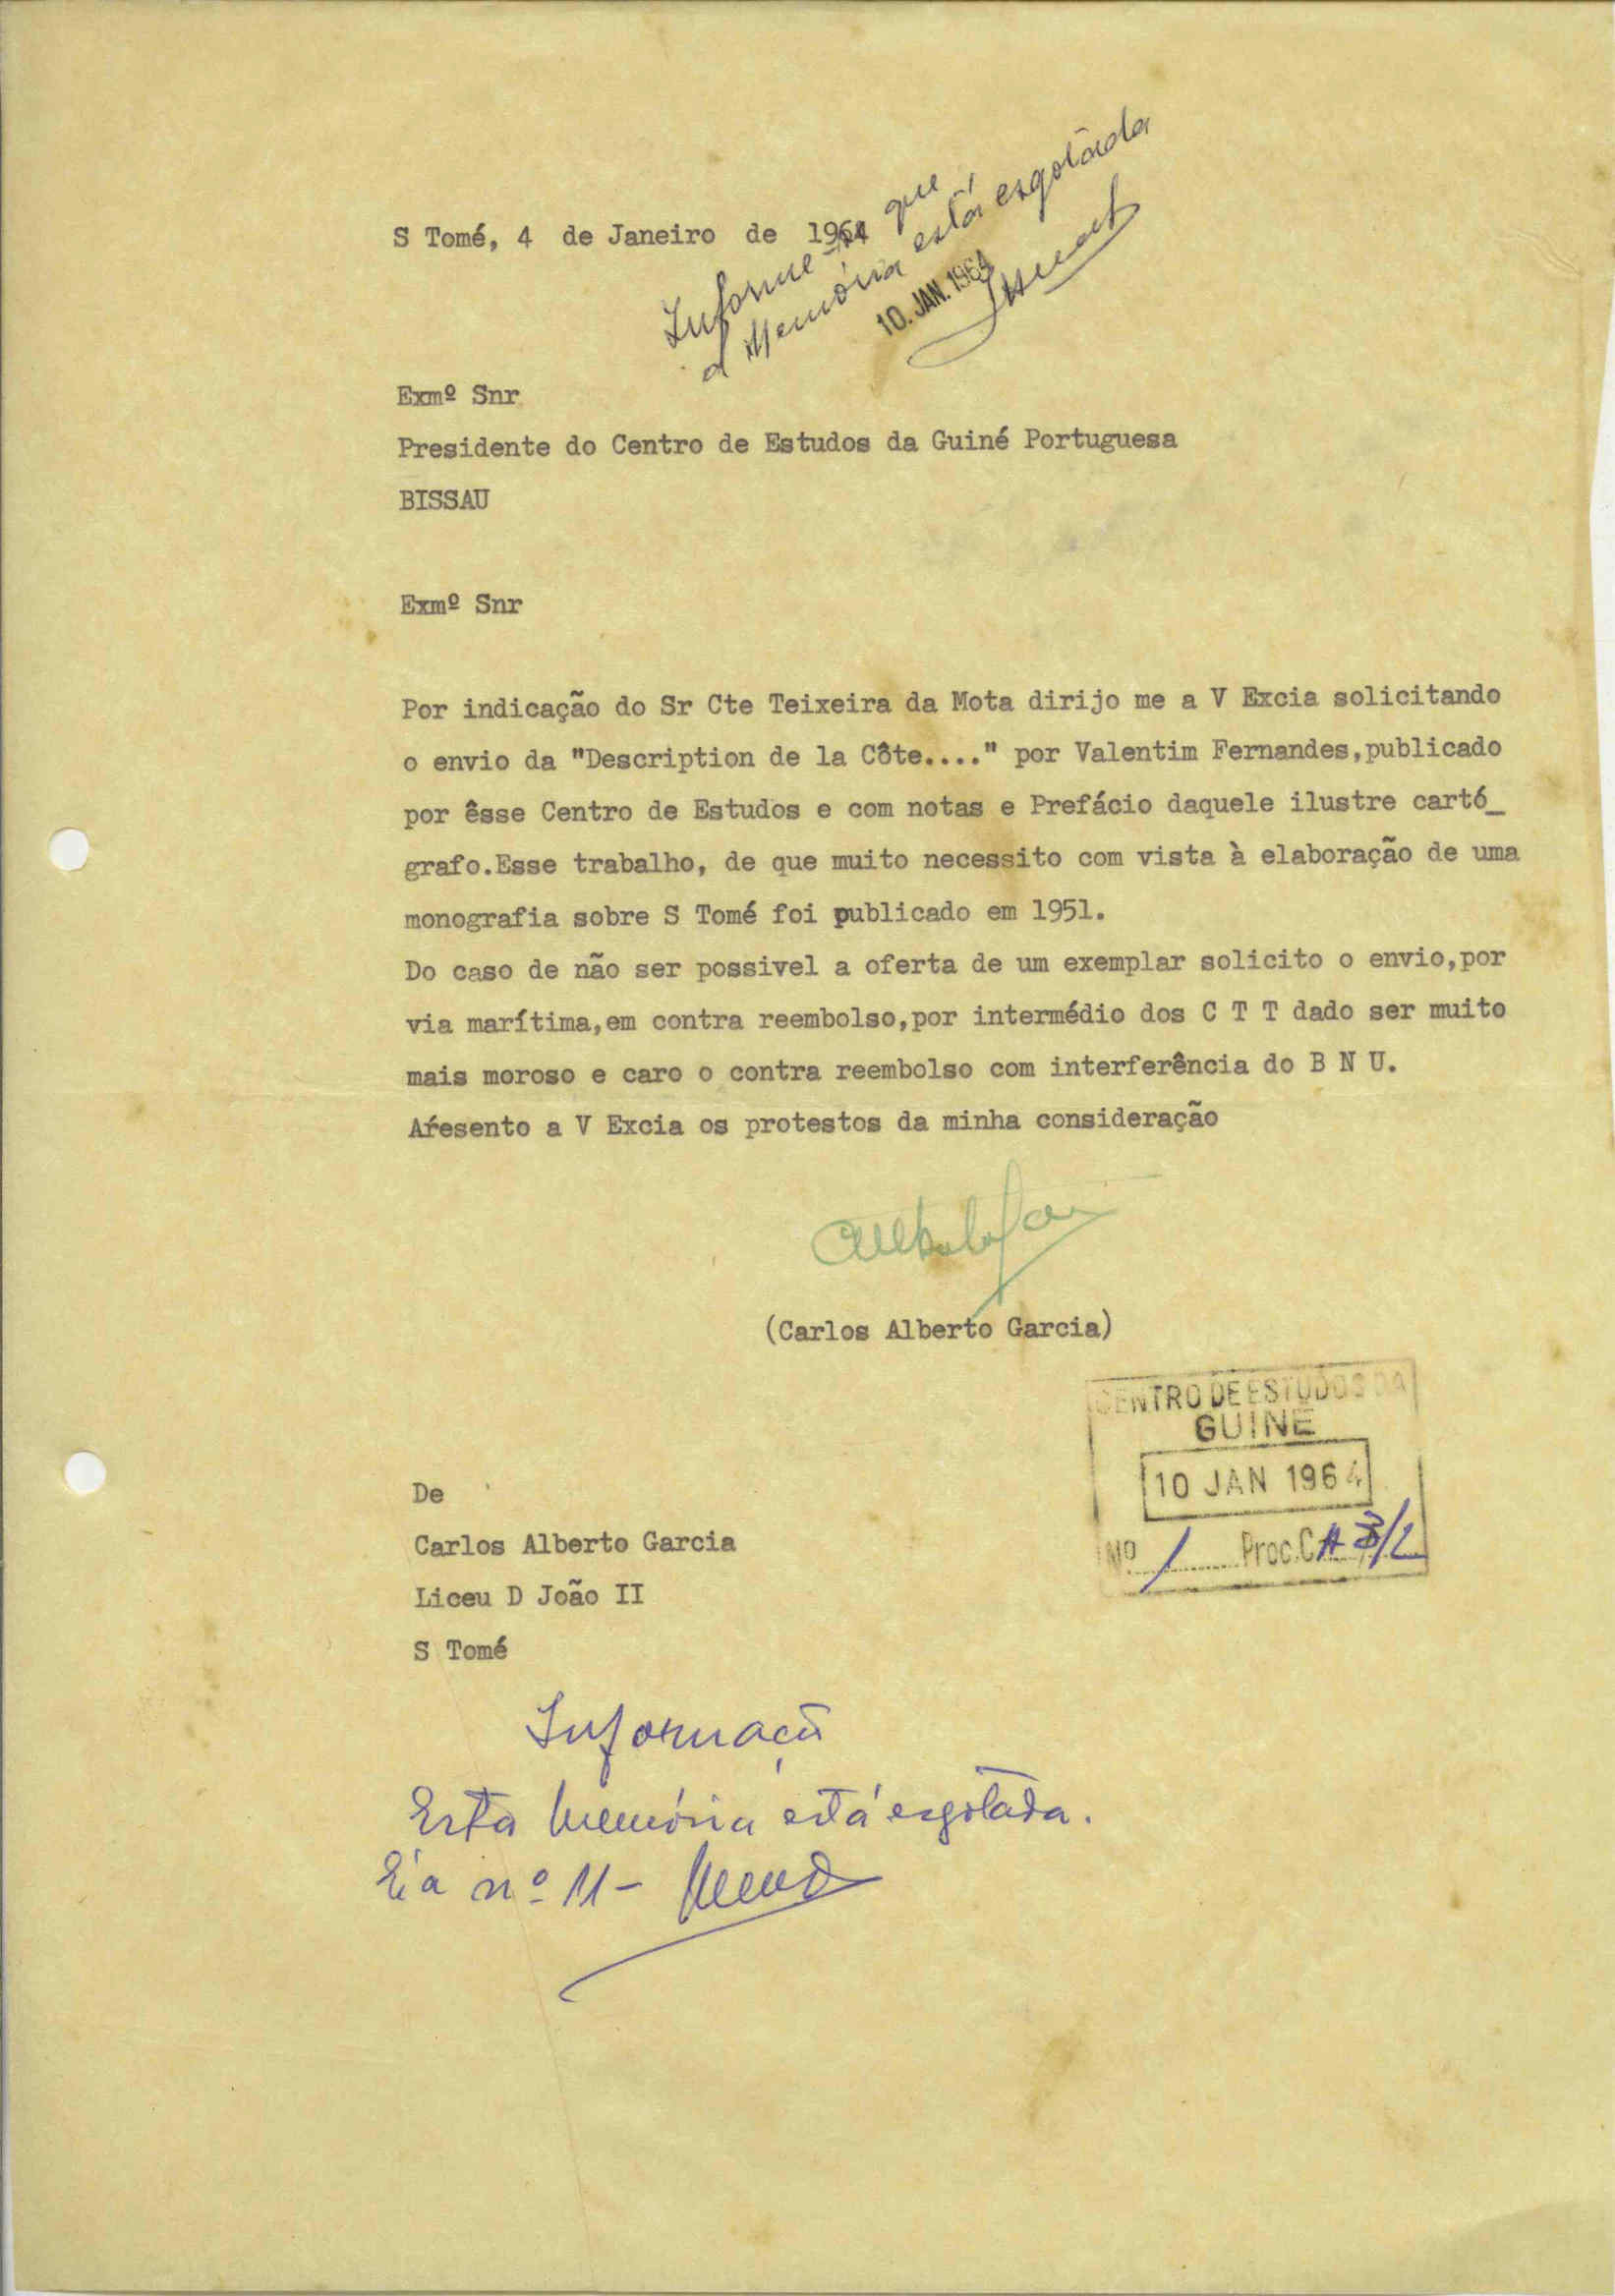 S Tomé, 4 de Janeiro de 1964
Informe-se que
a Memória está esgotada
10. JAN. 1964
Exmº Snr
Presidente do Centro de Estudos da Guiné Portuguesa
BISSAU
Exmº Snr
Por indicação do Sr Cte Teixeira da Mota dirijo me a V Excia solicitando
o envio da "Description de la Côte...." por Valentim Fernandes,publicado
por êsse Centro de Estudos e com notas e Prefácio daquele ilustre cartó_
grafo.Esse trabalho, de que muito necessito com vista à elaboração de uma
monografia sobre S Tomé foi publicado em 1951.
Do caso de não ser possivel a oferta de um exemplar solicito o envio,por
via marítima,em contra reembolso,por intermédio dos C T T dado ser muito
mais moroso e caro o contra reembolso com interferência do B N U.
Aŕesento a V Excia os protestos da minha consideração
(Carlos Alberto Garcia)
CENTRO DE ESTUDOS DA
GUINÉ
10 JAN 1964
Nº 1 Proc. CA 3/2
De
Carlos Alberto Garcia
Liceu D João II
S Tomé
Informação
Esta Memória está esgotada.
É a nº 11 -